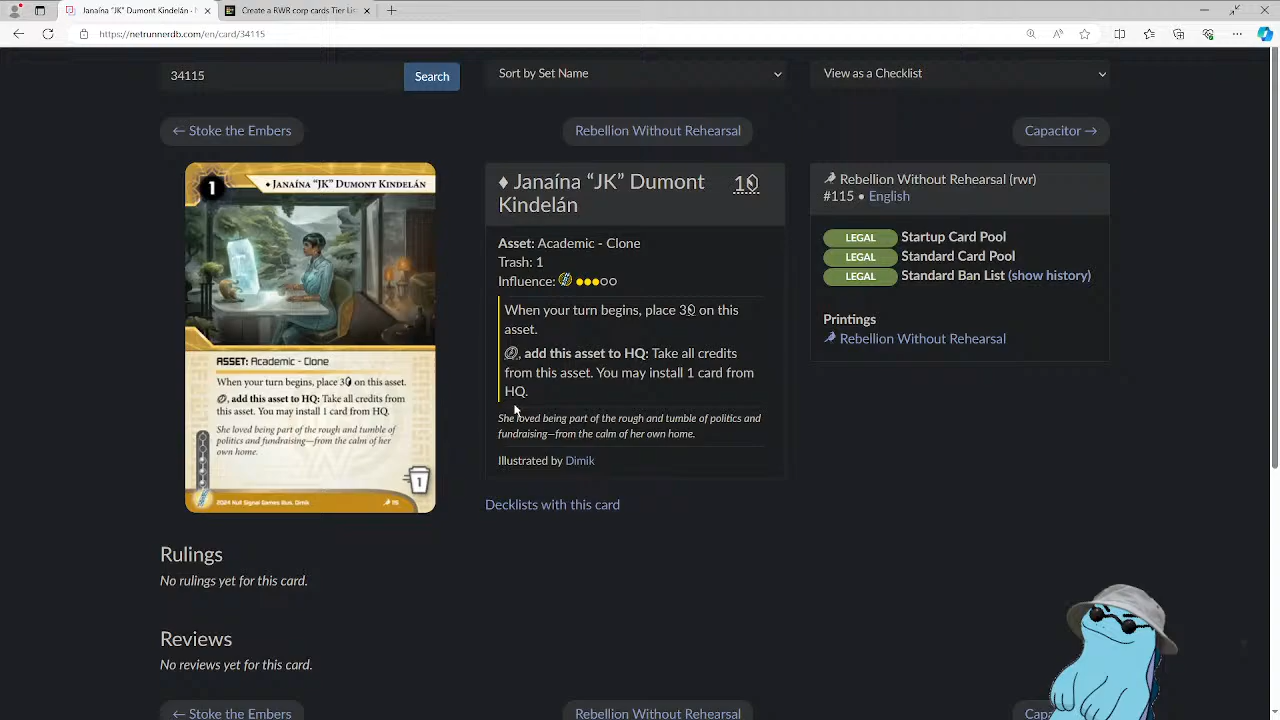 Janaína “JK” Dumont Kindelán -
Create a RWR corp cards Tier Lis
https://netrunnerdb.com/en/card/34115
34115
Search
Sort by Set Name
View as a Checklist
← Stoke the Embers
Rebellion Without Rehearsal
Capacitor →
1
♦ Janaína “JK” Dumont Kindelán
ASSET: Academic - Clone
When your turn begins, place 3 on this asset.
, add this asset to HQ: Take all credits from
this asset. You may install 1 card from HQ.
She loved being part of the rough and tumble of
politics and fundraising—from the calm of her
own home.
1
2024 Null Signal Games Illus. Dimik
115
♦ Janaína “JK” Dumont
Kindelán
1
Asset: Academic - Clone
Trash: 1
Influence:
When your turn begins, place 3 on this
asset.
, add this asset to HQ: Take all credits
from this asset. You may install 1 card from
HQ.
She loved being part of the rough and tumble of politics and
fundraising—from the calm of her own home.
Illustrated by Dimik
Decklists with this card
Rebellion Without Rehearsal (rwr)
#115 • English
LEGAL Startup Card Pool
LEGAL Standard Card Pool
LEGAL Standard Ban List (show history)
Printings
Rebellion Without Rehearsal
Rulings
No rulings yet for this card.
Reviews
No reviews yet for this card.
← Stoke the Embers
Rebellion Without Rehearsal
Capa